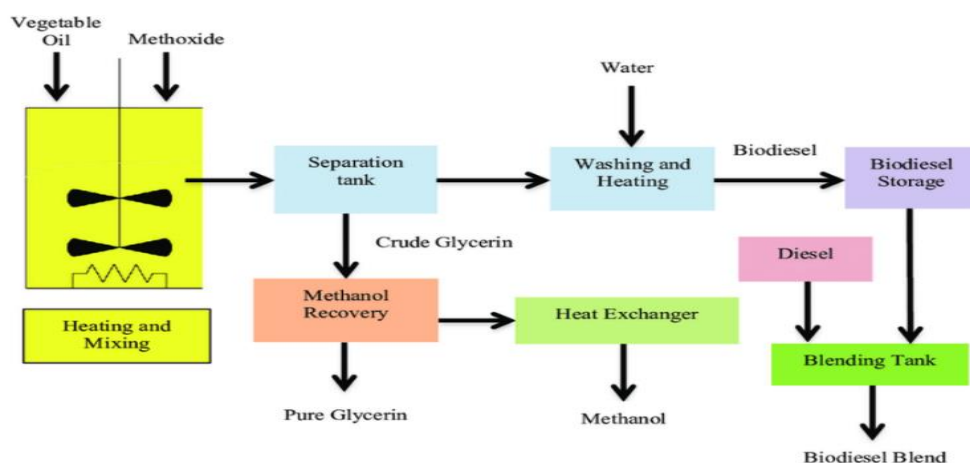 Vegetable
Oil
Methoxide
Water
Separation
tank
Washing and
Heating
Biodiesel
Biodiesel
Storage
Crude Glycerin
Diesel
Methanol
Recovery
Heat Exchanger
Heating and
Mixing
Blending Tank
Pure Glycerin
Methanol
Biodiesel Blend